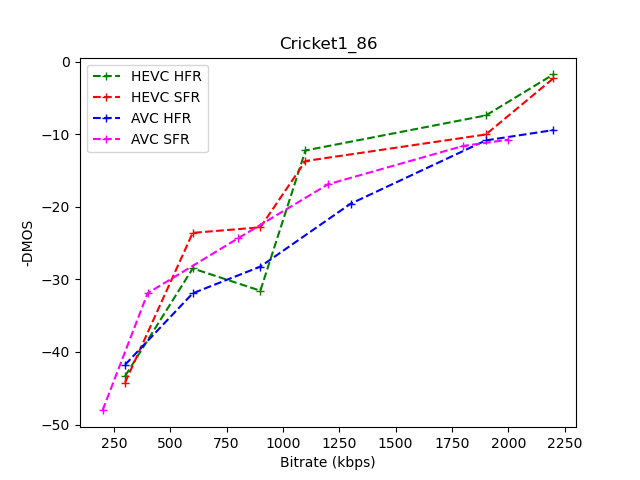 Cricket1_86
HEVC HFR
HEVC SFR
AVC HFR
AVC SFR
0
−10
−20
−30
−40
−50
-DMOS
250 500 750 1000 1250 1500 1750 2000 2250
Bitrate (kbps)